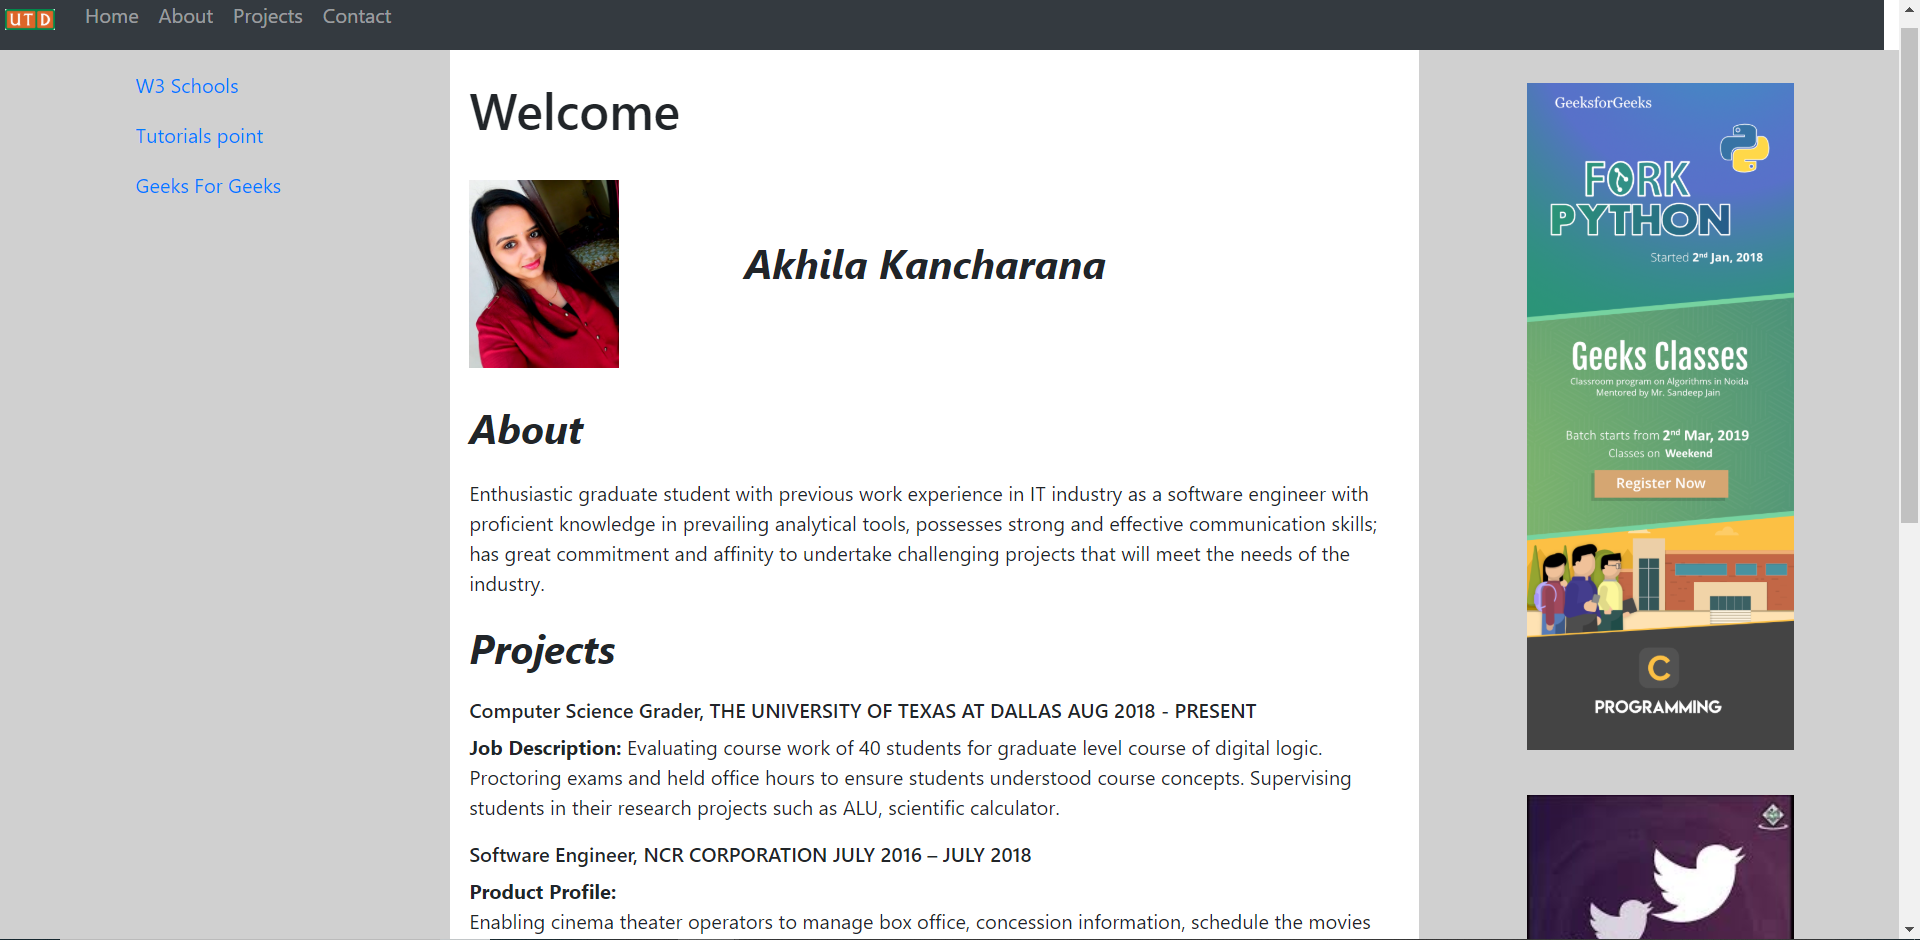 UTD
Home About Projects Contact
W3 Schools
Tutorials point
Geeks For Geeks
Welcome
Akhila Kancharana
About
Enthusiastic graduate student with previous work experience in IT industry as a software engineer with
proficient knowledge in prevailing analytical tools, possesses strong and effective communication skills;
has great commitment and affinity to undertake challenging projects that will meet the needs of the
industry.
Projects
Computer Science Grader, THE UNIVERSITY OF TEXAS AT DALLAS AUG 2018 - PRESENT
Job Description: Evaluating course work of 40 students for graduate level course of digital logic.
Proctoring exams and held office hours to ensure students understood course concepts. Supervising
students in their research projects such as ALU, scientific calculator.
Software Engineer, NCR CORPORATION JULY 2016 – JULY 2018
Product Profile:
Enabling cinema theater operators to manage box office, concession information, schedule the movies
GeeksforGeeks
FORK
PYTHON
Started 2nd Jan, 2018
Geeks Classes
Classroom program on Algorithms in Noida
Mentored by Mr. Sandeep Jain
Batch starts from 2nd Mar, 2019
Classes on Weekend
Register Now
C
PROGRAMMING